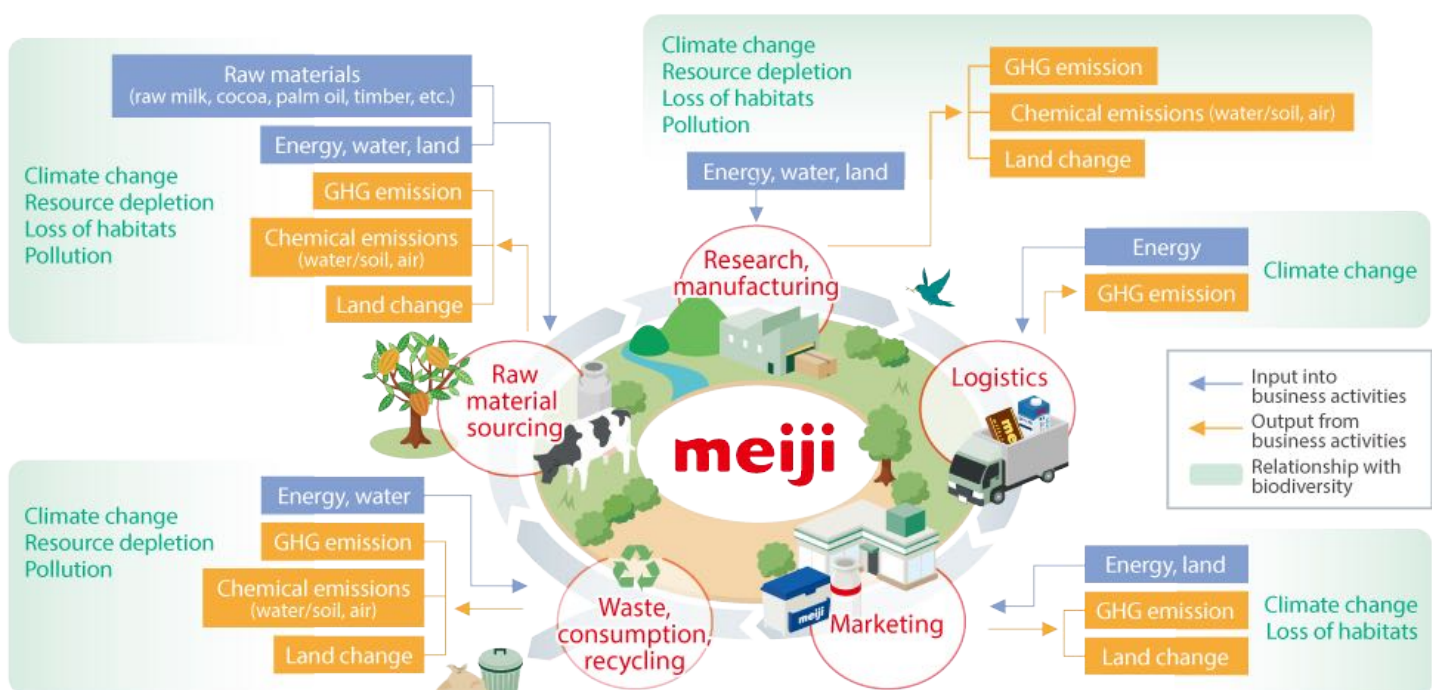 Raw materials
(raw milk, cocoa, palm oil, timber, etc.)
Energy, water, land
GHG emission
Chemical emissions
(water/soil, air)
Land change
Climate change
Resource depletion
Loss of habitats
Pollution
Raw
material
sourcing
Climate change
Resource depletion
Loss of habitats
Pollution
Energy, water, land
GHG emission
Chemical emissions (water/soil, air)
Land change
Research,
manufacturing
Energy
GHG emission
Climate change
Logistics
Input into
business activities
Output from
business activities
Relationship with
biodiversity
meiji
Energy, land
GHG emission
Land change
Climate change
Loss of habitats
Marketing
meiji
Energy, water
GHG emission
Chemical emissions
(water/soil, air)
Land change
Climate change
Resource depletion
Pollution
Waste,
consumption,
recycling